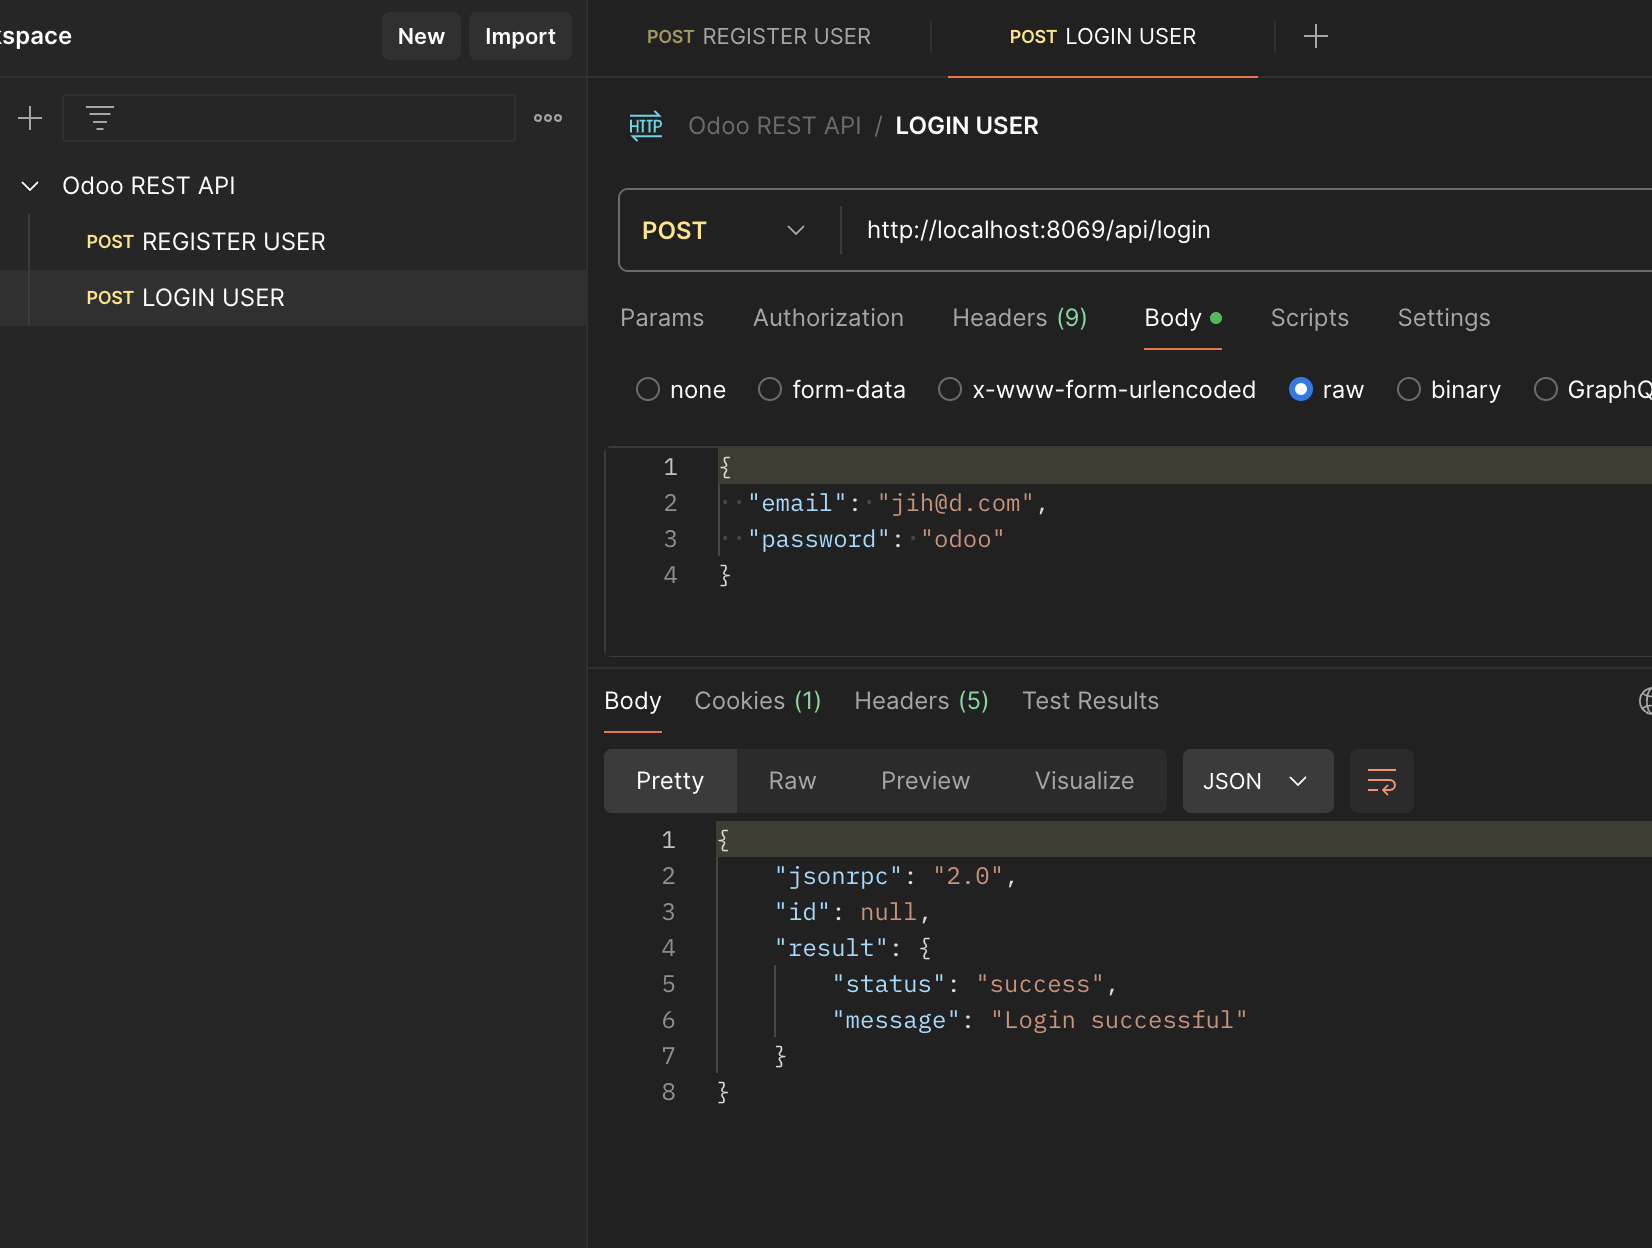 kspace
New
Import
Odoo REST API
POST REGISTER USER
POST LOGIN USER
POST REGISTER USER
POST LOGIN USER
HTTP
Odoo REST API / LOGIN USER
POST
http://localhost:8069/api/login
Params Authorization Headers (9) Body Scripts Settings
none form-data x-www-form-urlencoded raw binary GraphQ
1 {
2 "email": "jih@d.com",
3 "password": "odoo"
4 }
Body Cookies (1) Headers (5) Test Results
Pretty Raw Preview Visualize JSON
1 {
2 "jsonrpc": "2.0",
3 "id": null,
4 "result": {
5 "status": "success",
6 "message": "Login successful"
7 }
8 }